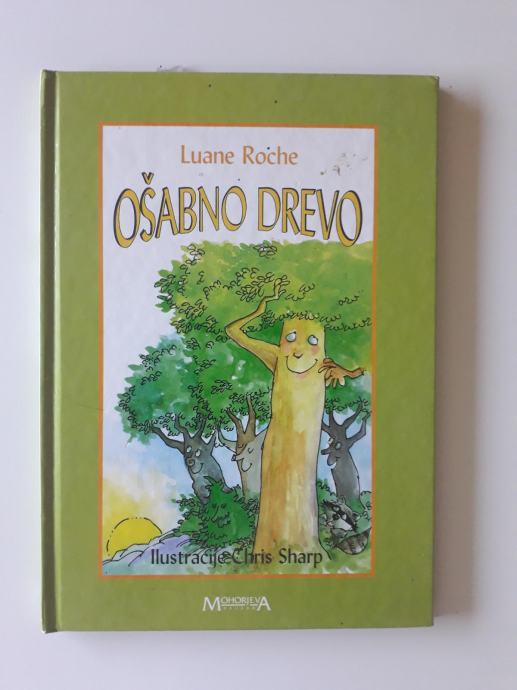 Luane Roche
OŠABNO DREVO
Ilustracije Chris Sharp
MOHORJEVA